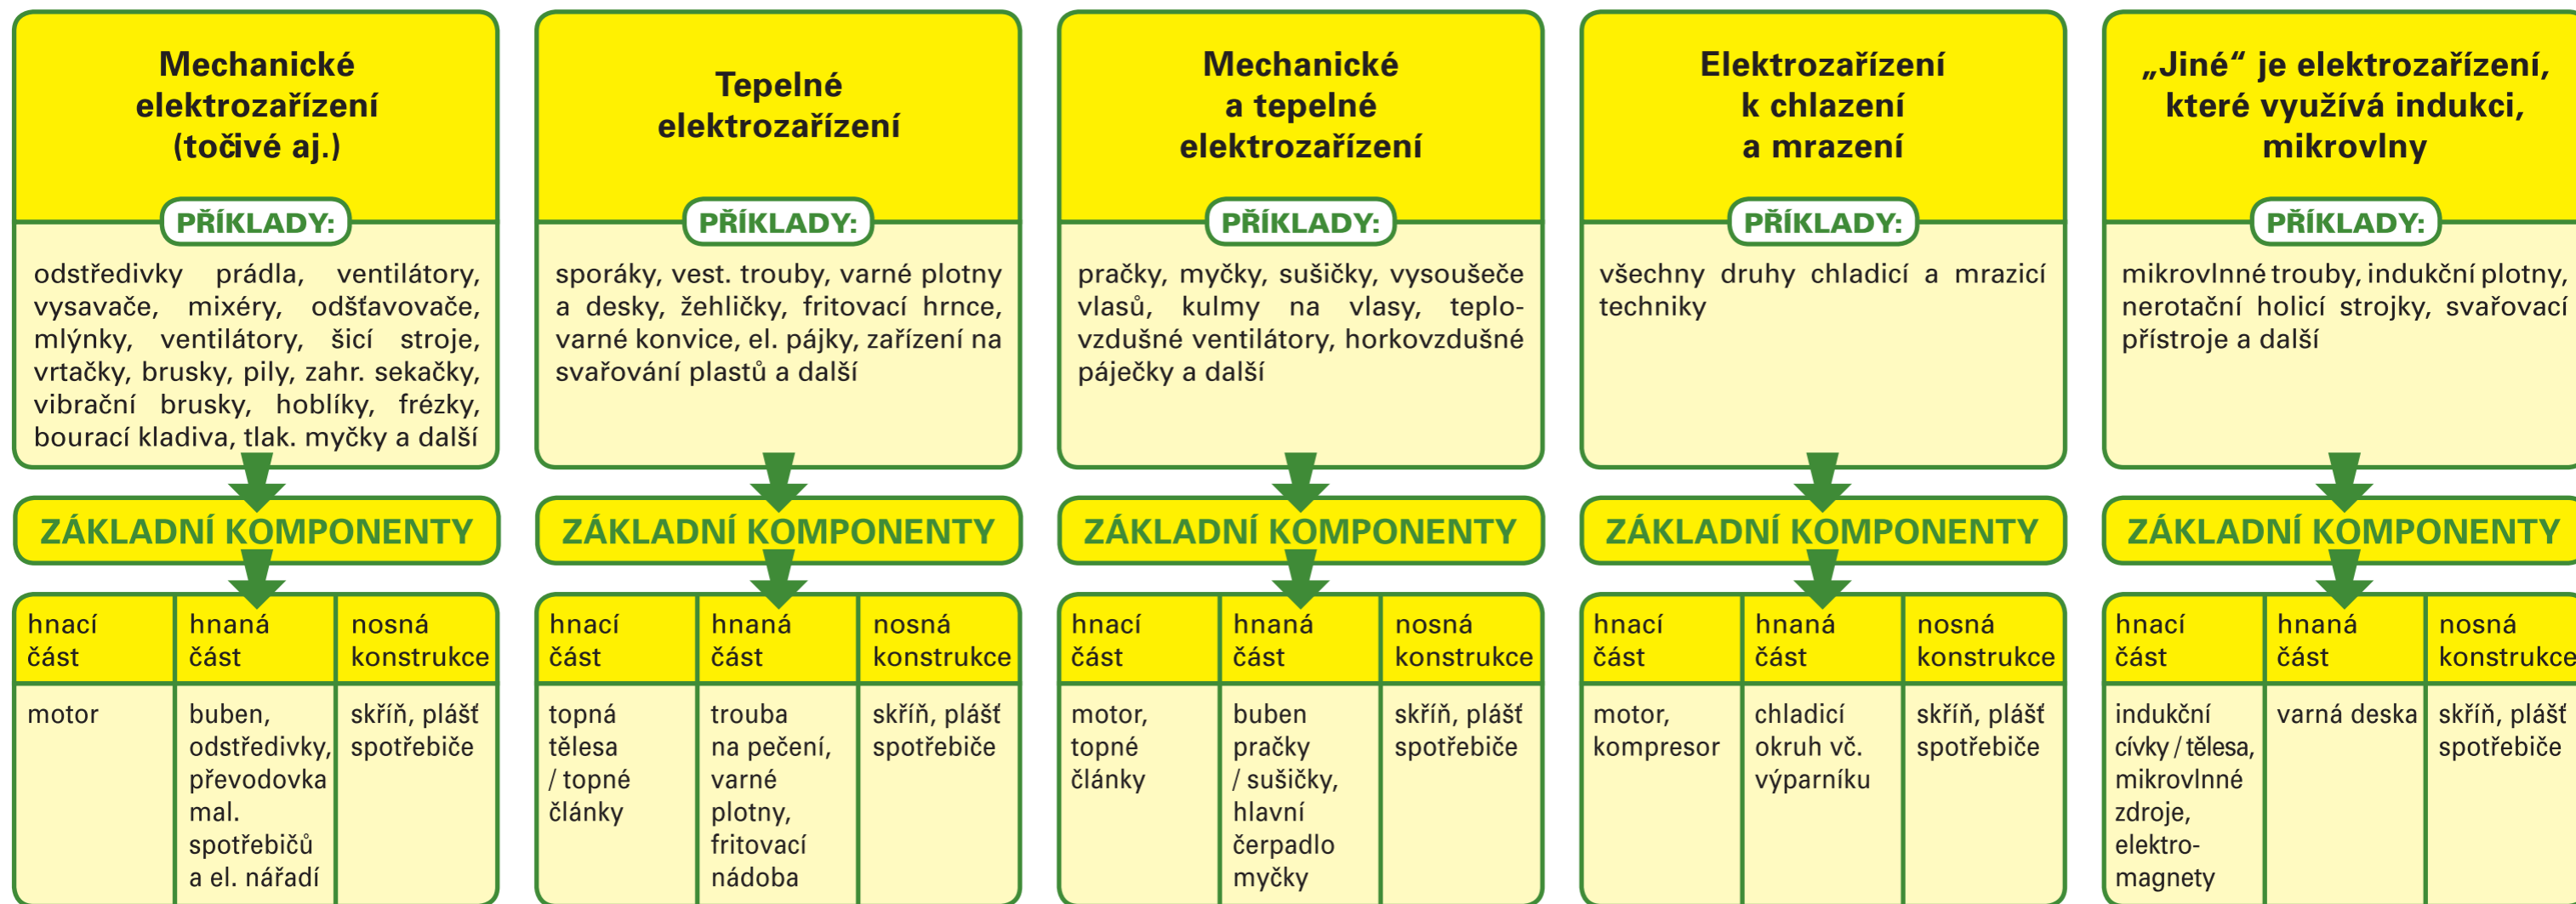 Mechanické
elektrozařízení
(točivé aj.)
PŘÍKLADY:
odstředivky prádla, ventilátory,
vysavače, mixéry, odšťavovače,
mlýnky, ventilátory, šicí stroje,
vrtačky, brusky, pily, zahr. sekačky,
vibrační brusky, hoblíky, frézky,
bourací kladiva, tlak. myčky a další
ZÁKLADNÍ KOMPONENTY
hnací
část
hnaná
část
nosná
konstrukce
motor
buben,
odstředivky,
převodovka
mal.
spotřebičů
a el. nářadí
skříň, plášť
spotřebiče
Tepelné
elektrozařízení
PŘÍKLADY:
sporáky, vest. trouby, varné plotny
a desky, žehličky, fritovací hrnce,
varné konvice, el. pájky, zařízení na
svařování plastů a další
ZÁKLADNÍ KOMPONENTY
hnací
část
hnaná
část
nosná
konstrukce
topná
tělesa
/ topné
články
trouba
na pečení,
varné
plotny,
fritovací
nádoba
skříň, plášť
spotřebiče
Mechanické
a tepelné
elektrozařízení
PŘÍKLADY:
pračky, myčky, sušičky, vysoušeče
vlasů, kulmy na vlasy, teplo-
vzdušné ventilátory, horkovzdušné
páječky a další
ZÁKLADNÍ KOMPONENTY
hnací
část
hnaná
část
nosná
konstrukce
motor,
topné
články
buben
pračky
/ sušičky,
hlavní
čerpadlo
myčky
skříň, plášť
spotřebiče
Elektrozařízení
k chlazení
a mrazení
PŘÍKLADY:
všechny druhy chladicí a mrazicí
techniky
ZÁKLADNÍ KOMPONENTY
hnací
část
hnaná
část
nosná
konstrukce
motor,
kompresor
chladicí
okruh vč.
výparníku
skříň, plášť
spotřebiče
„Jiné“ je elektrozařízení,
které využívá indukci,
mikrovlny
PŘÍKLADY:
mikrovlnné trouby, indukční plotny,
nerotační holicí strojky, svařovací
přístroje a další
ZÁKLADNÍ KOMPONENTY
hnací
část
hnaná
část
nosná
konstrukce
indukční
cívky / tělesa,
mikrovlnné
zdroje,
elektro-
magnety
varná deska
skříň, plášť
spotřebiče